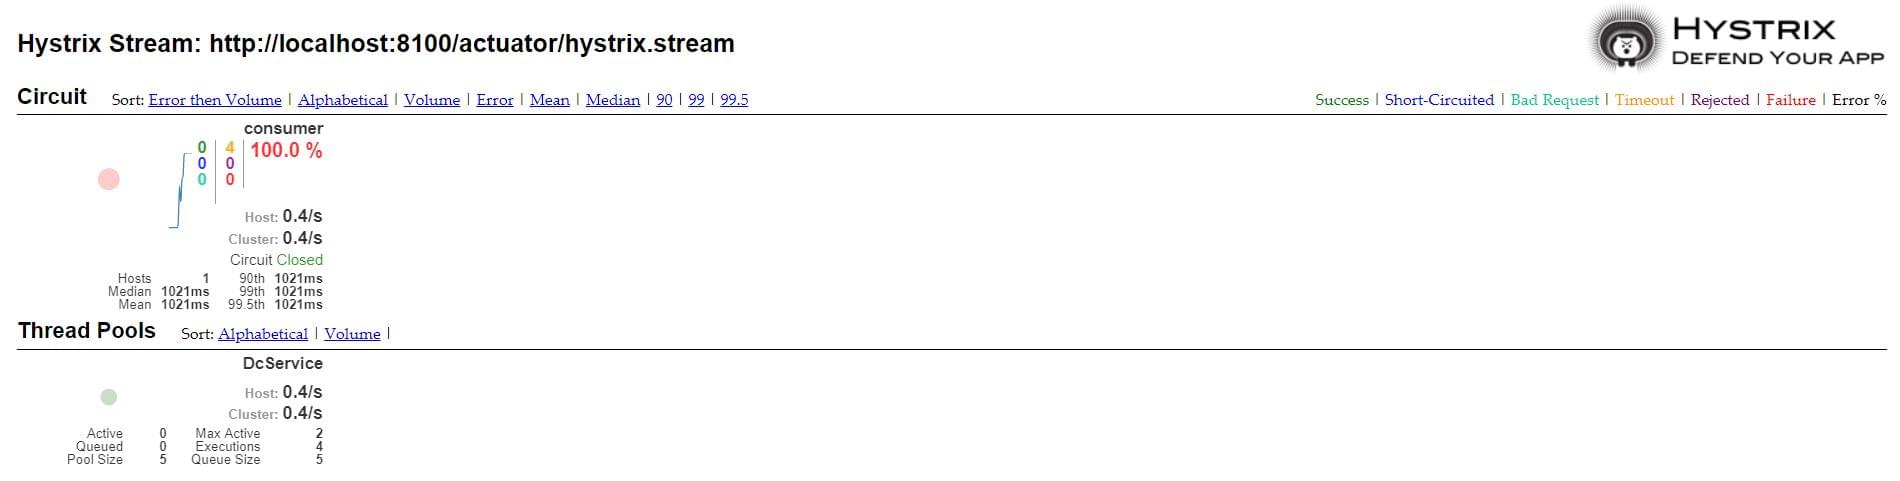 Hystrix Stream: http://localhost:8100/actuator/hystrix.stream
HYSTRIX
DEFEND YOUR APP
Circuit Sort: Error then Volume | Alphabetical | Volume | Error | Mean | Median | 90 | 99 | 99.5
Success | Short-Circuited | Bad Request | Timeout | Rejected | Failure | Error %
consumer
0 4 100.0 %
0 0
0 0
Host: 0.4/s
Cluster: 0.4/s
Circuit Closed
Hosts 1 90th 1021ms
Median 1021ms 99th 1021ms
Mean 1021ms 99.5th 1021ms
Thread Pools Sort: Alphabetical | Volume |
DcService
Host: 0.4/s
Cluster: 0.4/s
Active 0 Max Active 2
Queued 0 Executions 4
Pool Size 5 Queue Size 5